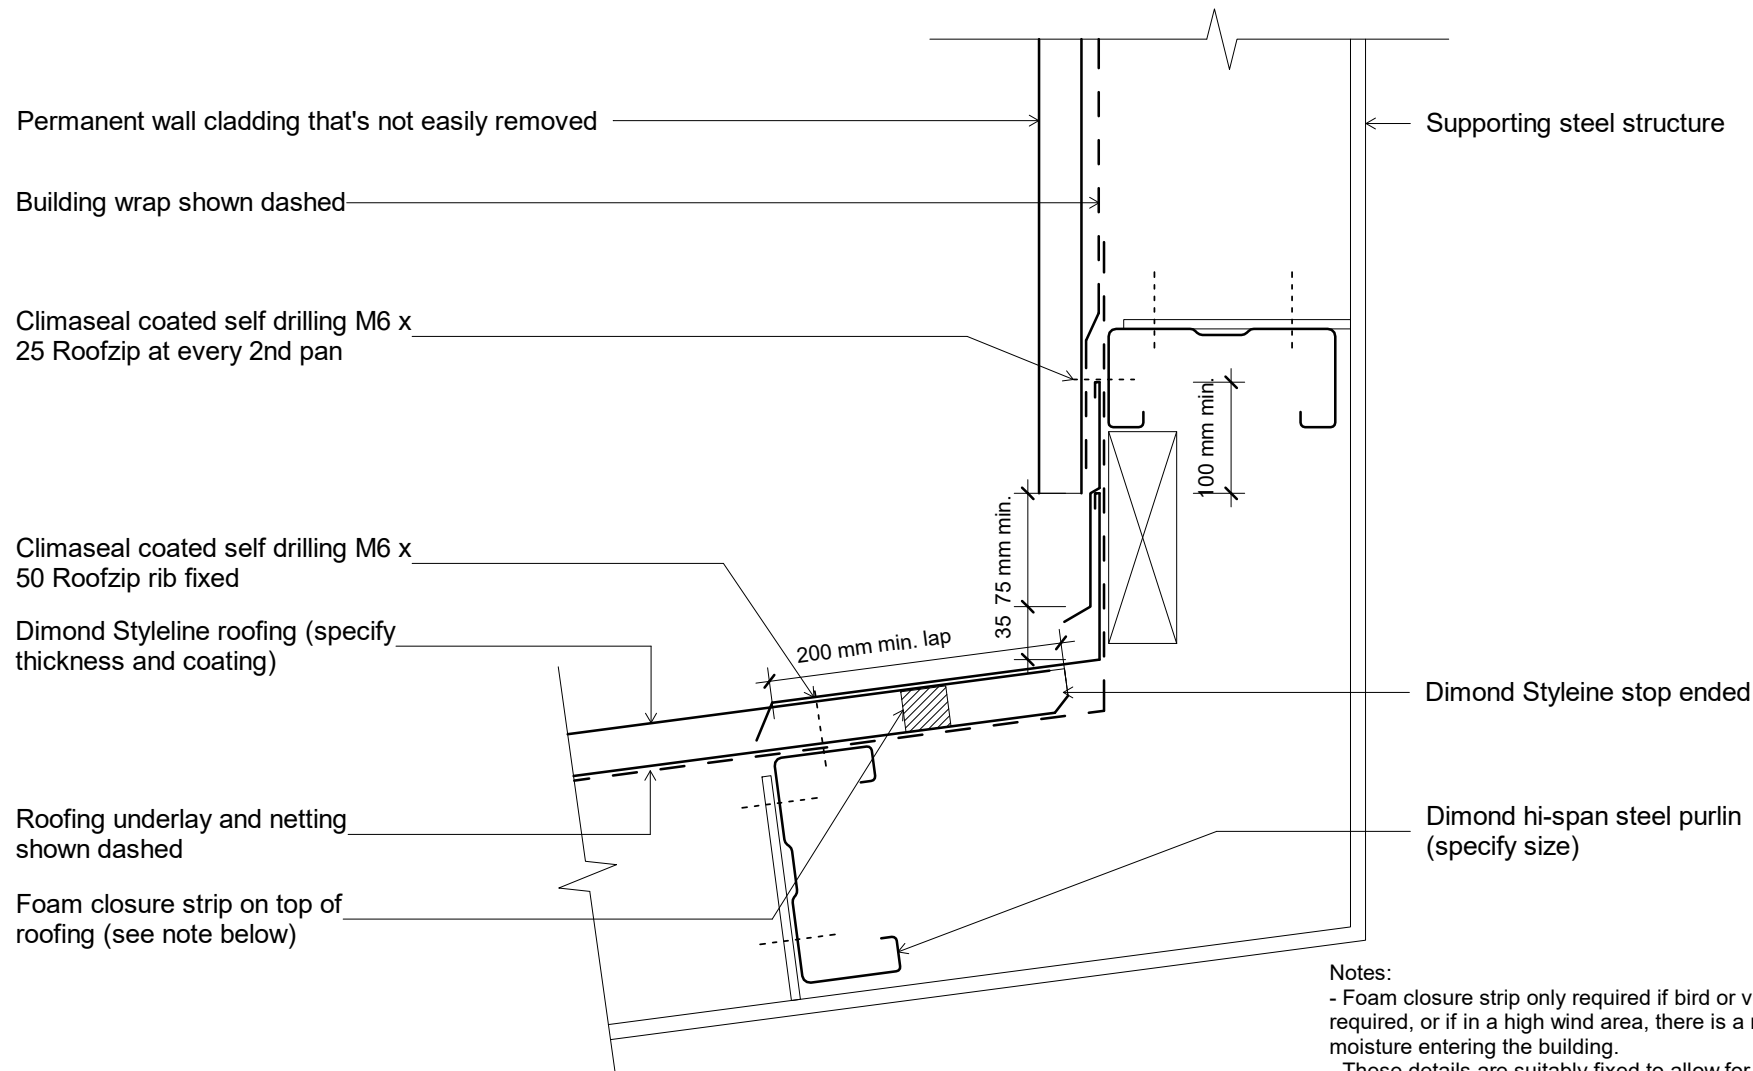 Permanent wall cladding that's not easily removed
Supporting steel structure
Building wrap shown dashed
Climaseal coated self drilling M6 x
25 Roofzip at every 2nd pan
100 mm min.
75 mm min.
35
Climaseal coated self drilling M6 x
50 Roofzip rib fixed
Dimond Styleline roofing (specify
thickness and coating)
200 mm min. lap
Dimond Styleine stop ended
Roofing underlay and netting
shown dashed
Dimond hi-span steel purlin
(specify size)
Foam closure strip on top of
roofing (see note below)
Notes:
- Foam closure strip only required if bird or
required, or if in a high wind area, there is a
moisture entering the building.
- These details are suitably fixed to allow for